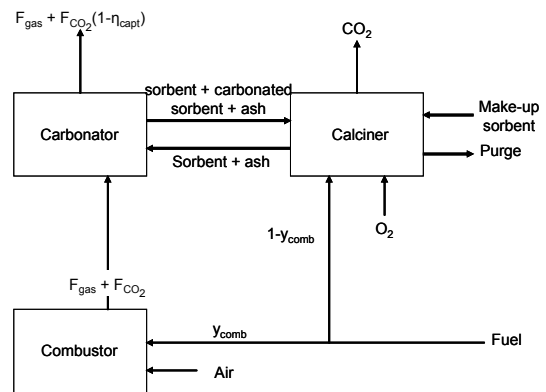 F_gas + F_CO₂(1-η_capt)
CO₂
sorbent + carbonated
sorbent + ash
Carbonator
Calciner
Make-up
sorbent
Sorbent + ash
Purge
1-y_comb
O₂
F_gas + F_CO₂
y_comb
Fuel
Combustor
Air